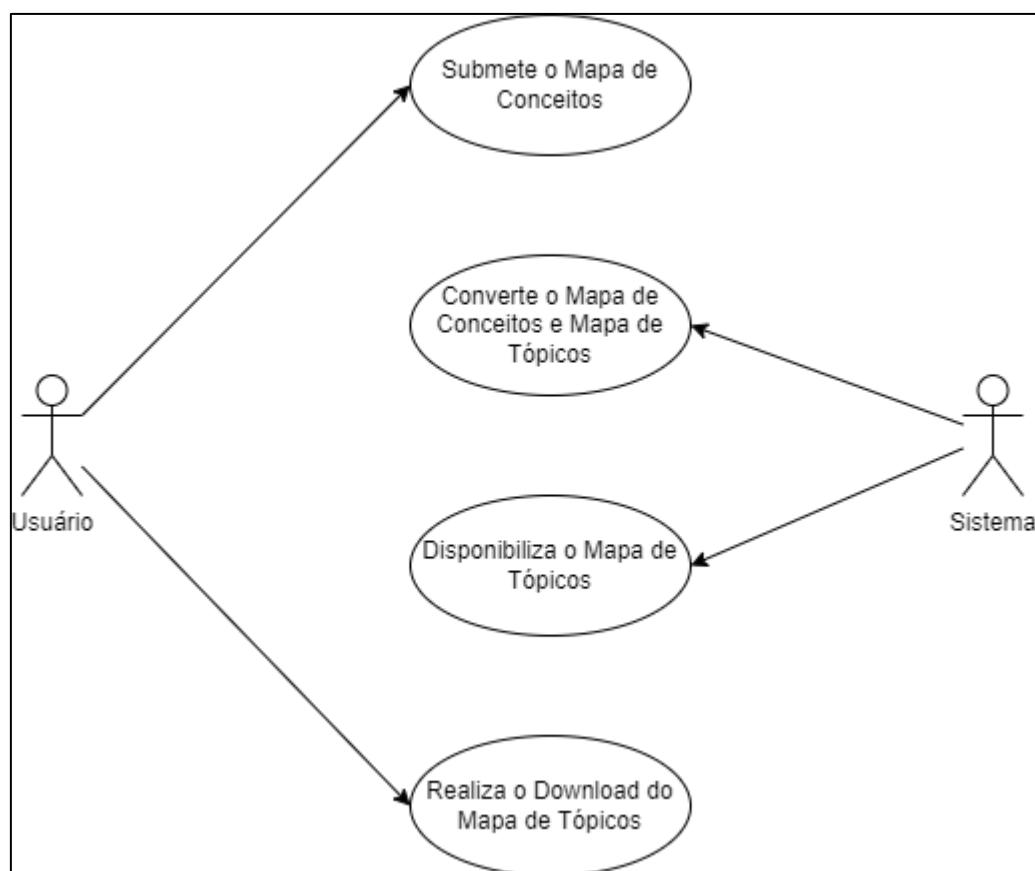 Submete o Mapa de
Conceitos
Converte o Mapa de
Conceitos e Mapa de
Tópicos
Usuário
Sistema
Disponibiliza o Mapa de
Tópicos
Realiza o Download do
Mapa de Tópicos